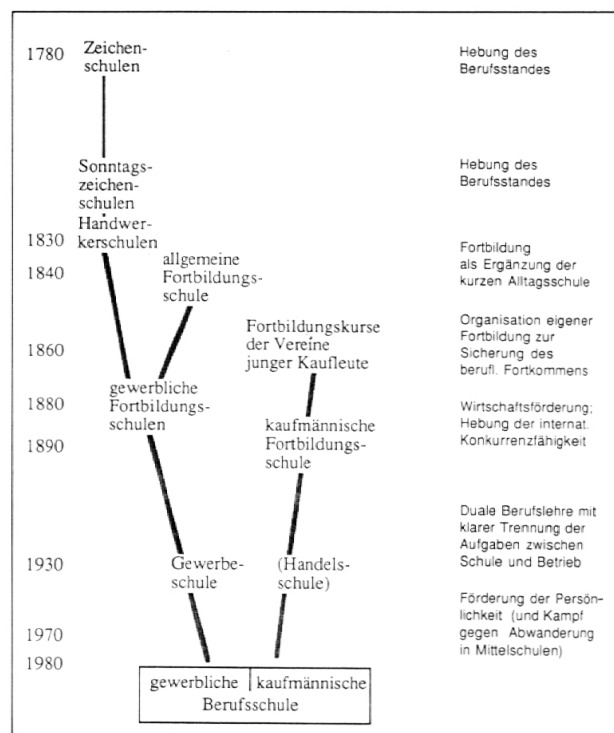 1780
Zeichen-
schulen
Hebung des
Berufsstandes
Sonntags-
zeichen-
schulen
Handwer-
kerschulen
Hebung des
Berufsstandes
1830
1840
allgemeine
Fortbildungs-
schule
Fortbildung
als Ergänzung der
kurzen Alltagsschule
1860
Fortbildungskurse
der Vereine
junger Kaufleute
Organisation eigener
Fortbildung zur
Sicherung des
berufl. Fortkommens
1880
gewerbliche
Fortbildungs-
schulen
1890
kaufmännische
Fortbildungs-
schule
Wirtschaftsförderung;
Hebung der internat.
Konkurrenzfähigkeit
1930
Gewerbe-
schule
(Handels-
schule)
Duale Berufslehre mit
klarer Trennung der
Aufgaben zwischen
Schule und Betrieb
1970
1980
Förderung der Persön-
lichkeit (und Kampf
gegen Abwanderung
in Mittelschulen)
gewerbliche kaufmännische
Berufsschule